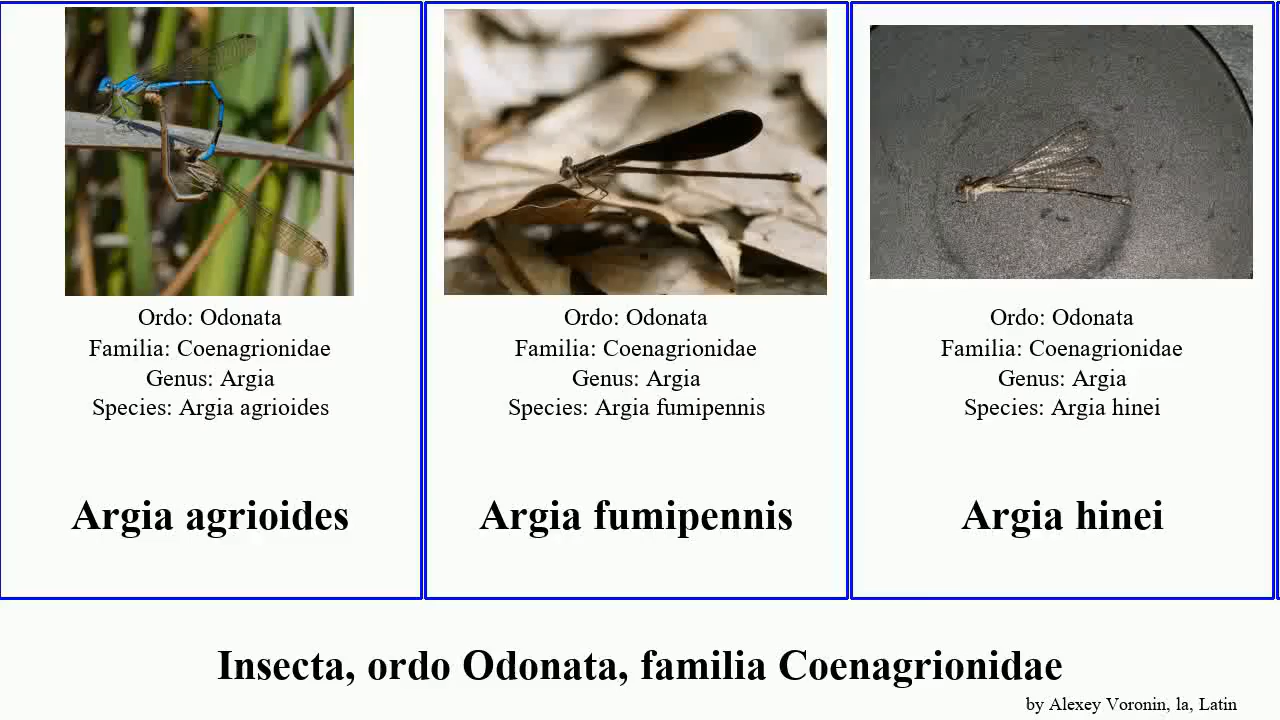 Ordo: Odonata
Familia: Coenagrionidae
Genus: Argia
Species: Argia agrioides
Argia agrioides
Ordo: Odonata
Familia: Coenagrionidae
Genus: Argia
Species: Argia fumipennis
Argia fumipennis
Ordo: Odonata
Familia: Coenagrionidae
Genus: Argia
Species: Argia hinei
Argia hinei
Insecta, ordo Odonata, familia Coenagrionidae
by Alexey Voronin, la, Latin